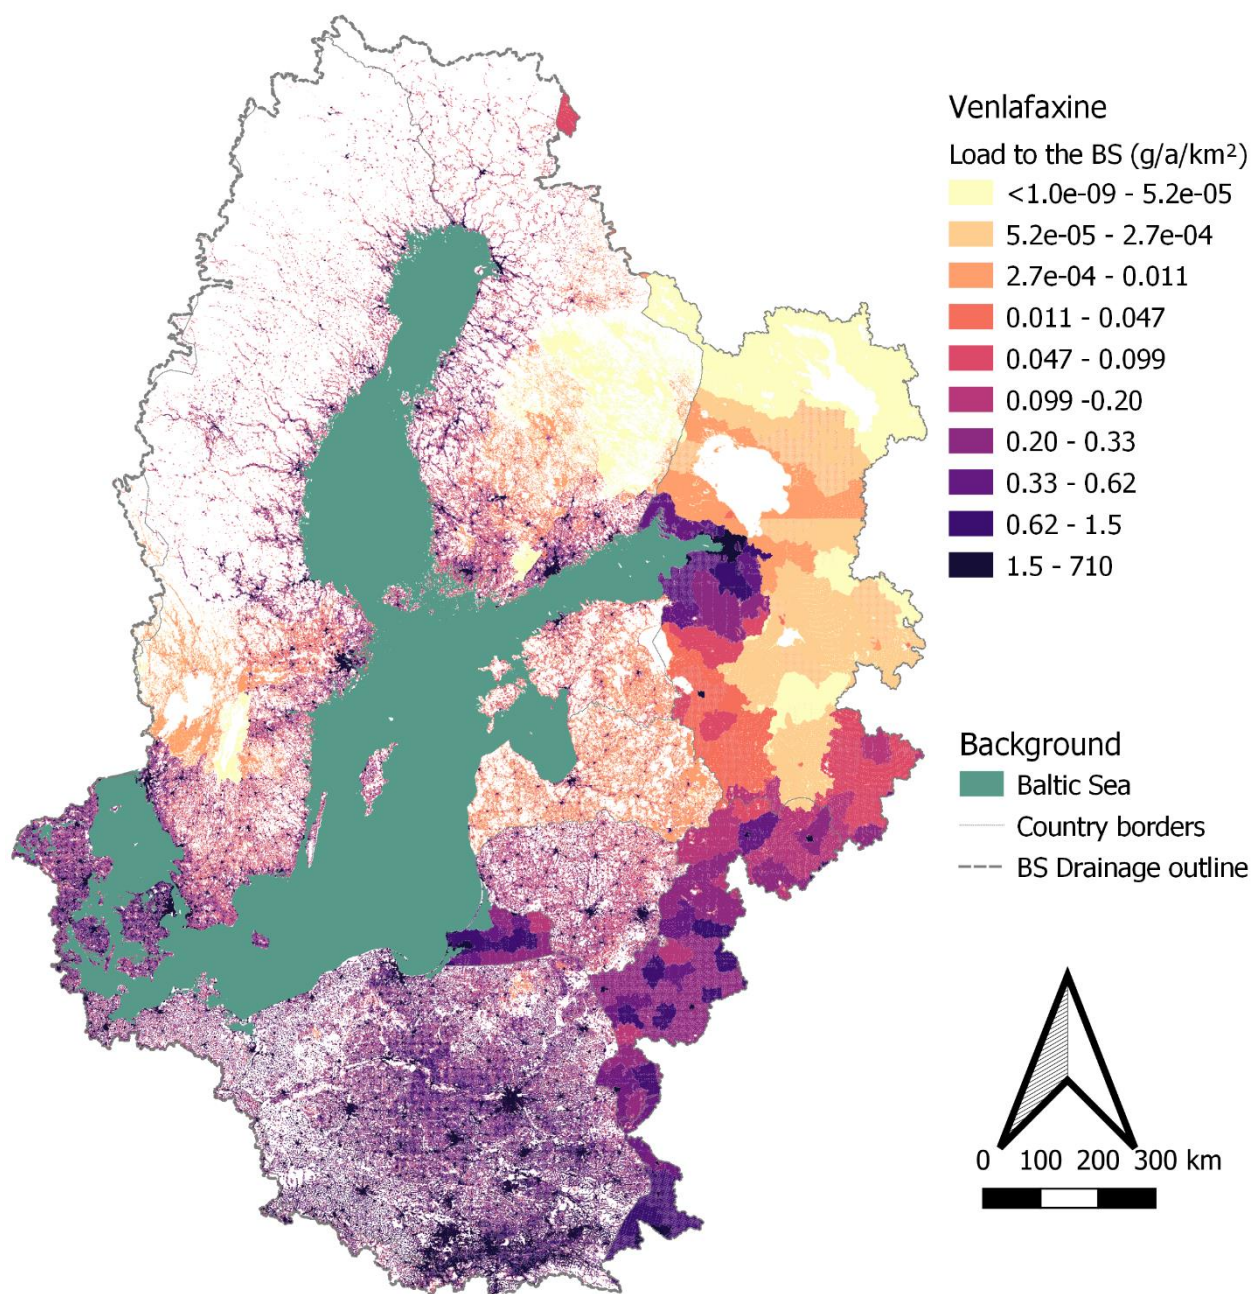 Venlafaxine
Load to the BS (g/a/km²)
<1.0e-09 - 5.2e-05
5.2e-05 - 2.7e-04
2.7e-04 - 0.011
0.011 - 0.047
0.047 - 0.099
0.099 -0.20
0.20 - 0.33
0.33 - 0.62
0.62 - 1.5
1.5 - 710
Background
Baltic Sea
Country borders
BS Drainage outline
0 100 200 300 km